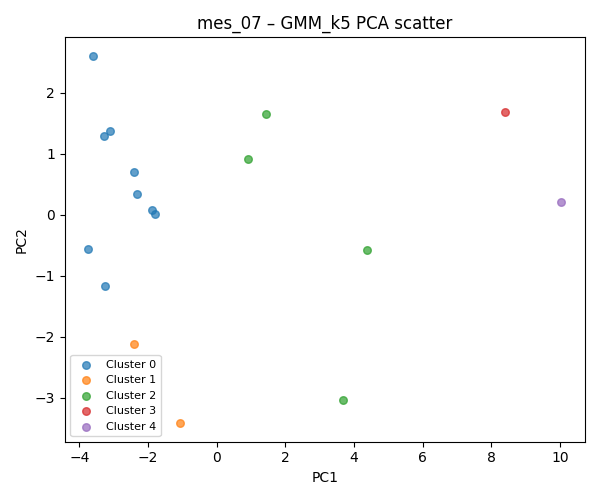 mes_07 – GMM_k5 PCA scatter
PC2
2
1
0
−1
−2
−3
Cluster 0
Cluster 1
Cluster 2
Cluster 3
Cluster 4
−4 −2 0 2 4 6 8 10
PC1